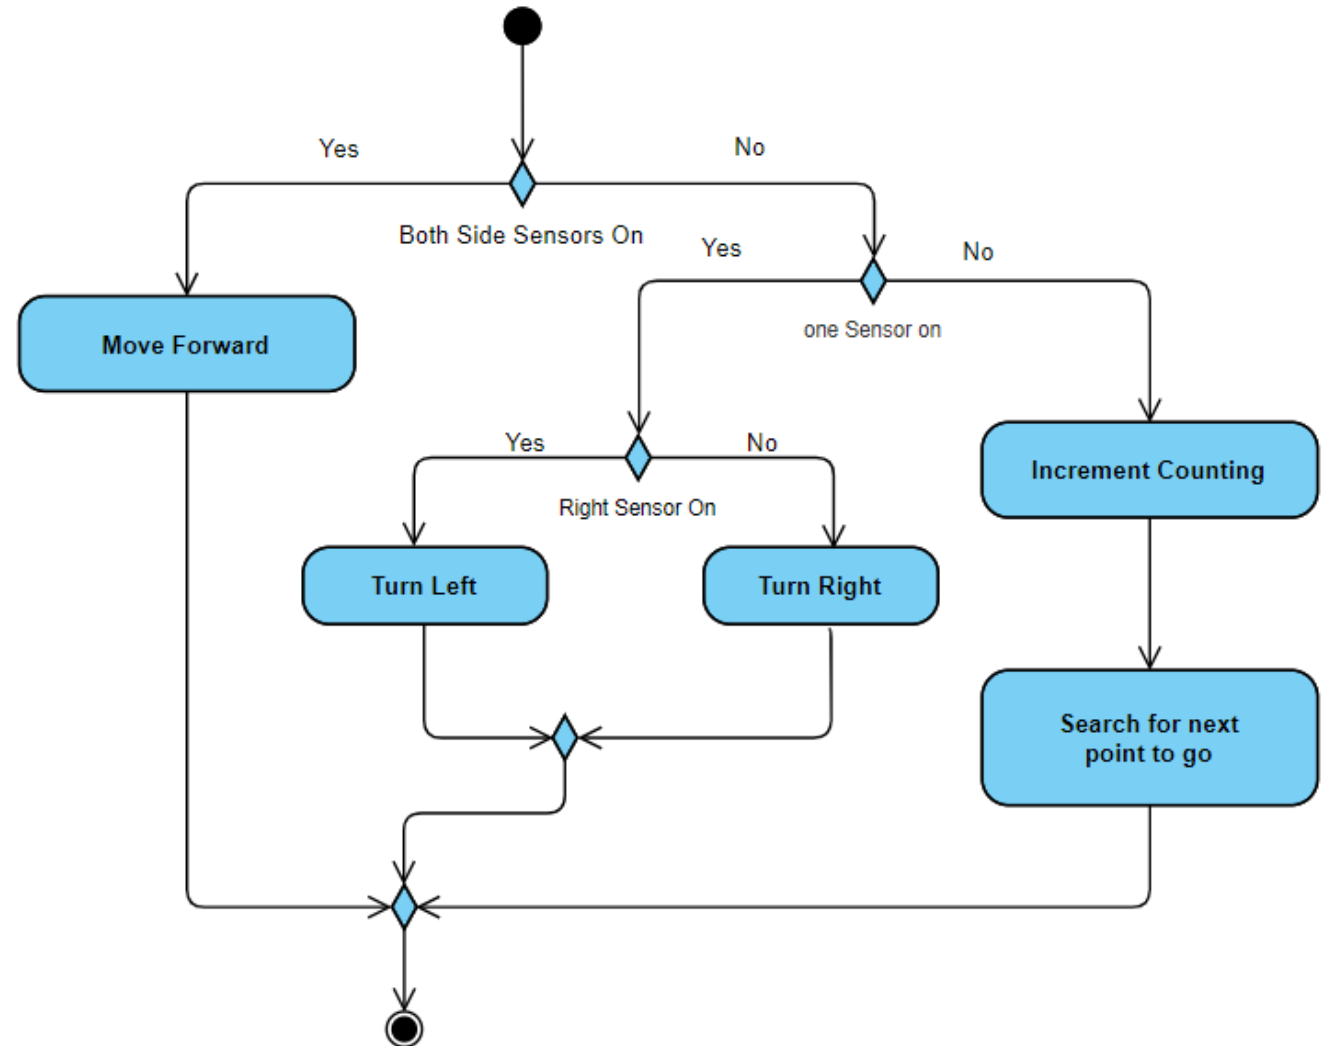 Yes
No
Both Side Sensors On
Yes
No
one Sensor on
Move Forward
Yes
No
Right Sensor On
Increment Counting
Turn Left
Turn Right
Search for next
point to go